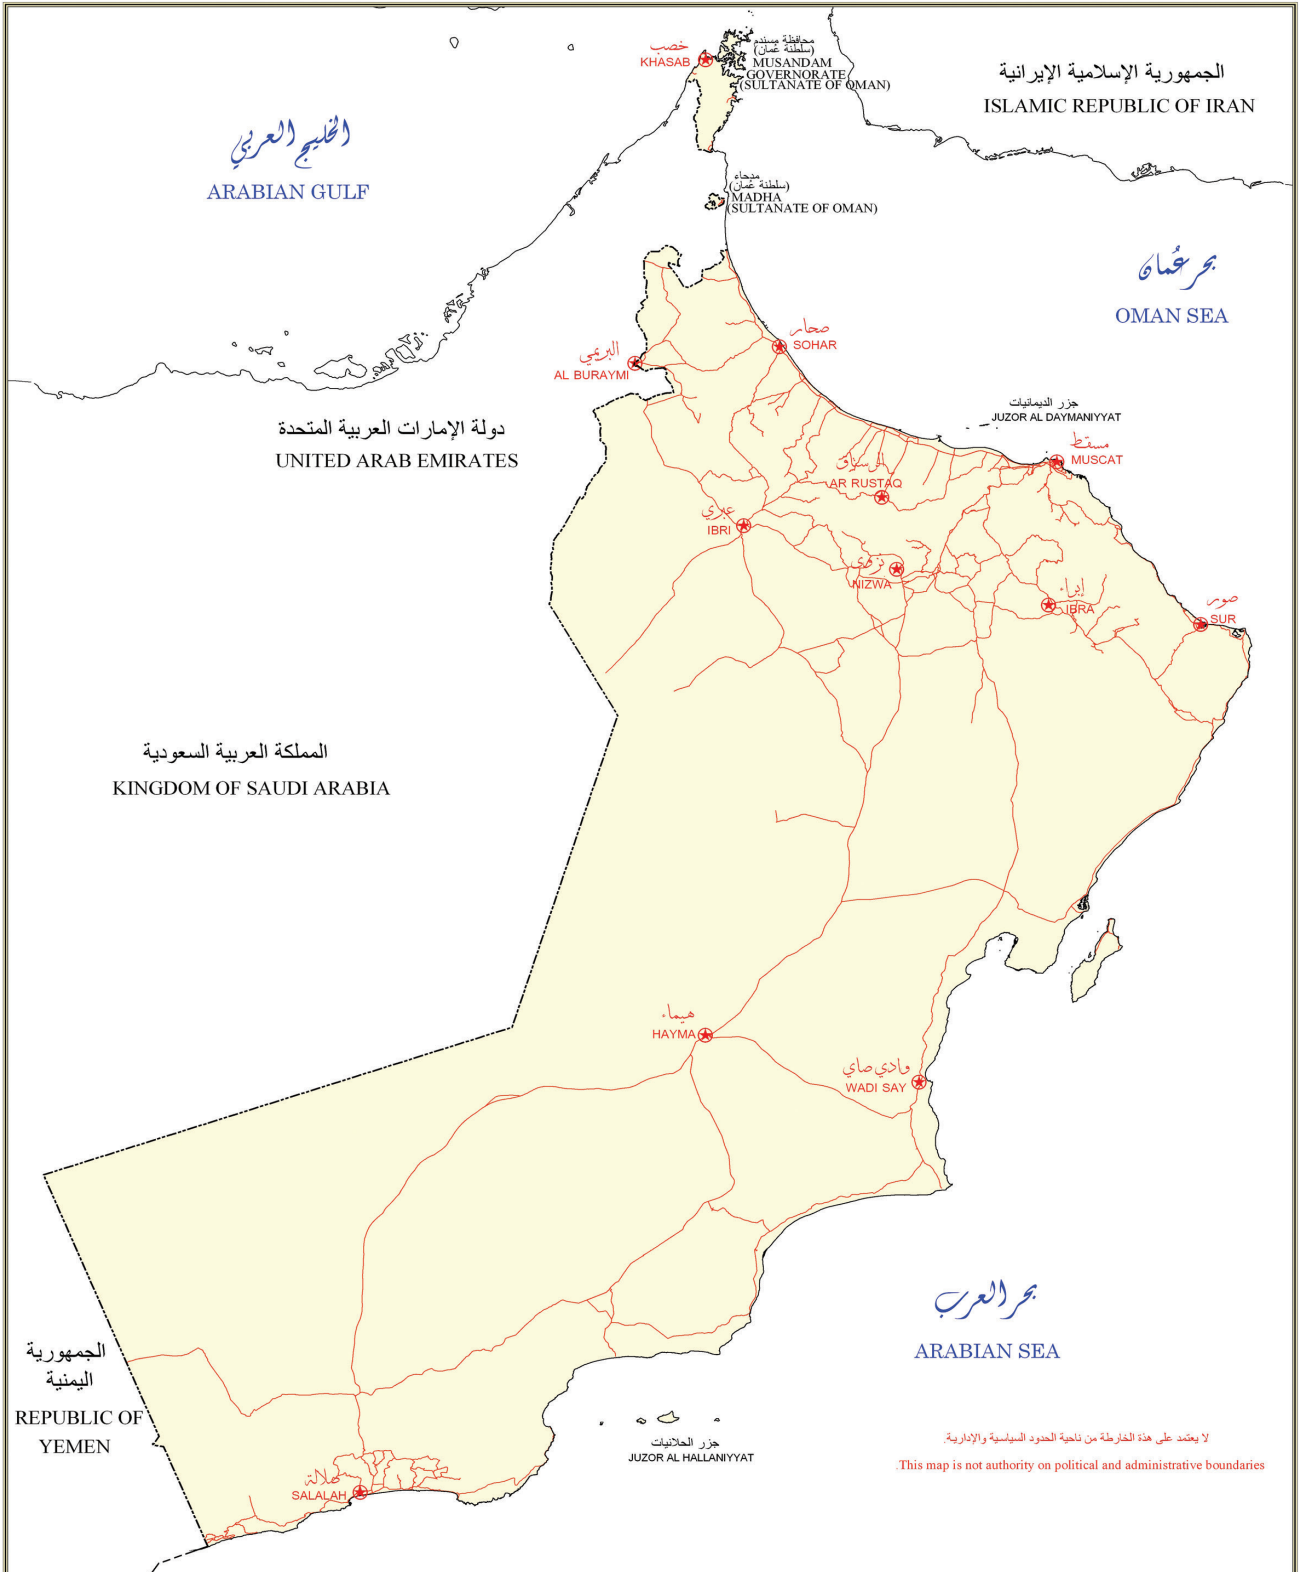 خصب
KHASAB
محافظة مسندم
(سلطنة عُمان)
MUSANDAM
GOVERNORATE
(SULTANATE OF OMAN)
الجمهورية الإسلامية الإيرانية
ISLAMIC REPUBLIC OF IRAN
الخليج العربي
ARABIAN GULF
مدحاء
(سلطنة عُمان)
MADHA
(SULTANATE OF OMAN)
بحر عُمان
OMAN SEA
صحار
SOHAR
البريمي
AL BURAYMI
جزر الديمانيات
JUZOR AL DAYMANIYYAT
دولة الإمارات العربية المتحدة
UNITED ARAB EMIRATES
مسقط
MUSCAT
الرستاق
AR RUSTAQ
عبري
IBRI
نزوى
NIZWA
إبراء
IBRA
صور
SUR
المملكة العربية السعودية
KINGDOM OF SAUDI ARABIA
هيماء
HAYMA
وادي صاي
WADI SAY
بحر العرب
ARABIAN SEA
الجمهورية
اليمنية
REPUBLIC OF
YEMEN
جزر الحلانيات
JUZOR AL HALLANIYYAT
صلالة
SALALAH
لا يعتمد على هذة الخارطة من ناحية الحدود السياسية والإدارية.
.This map is not authority on political and administrative boundaries